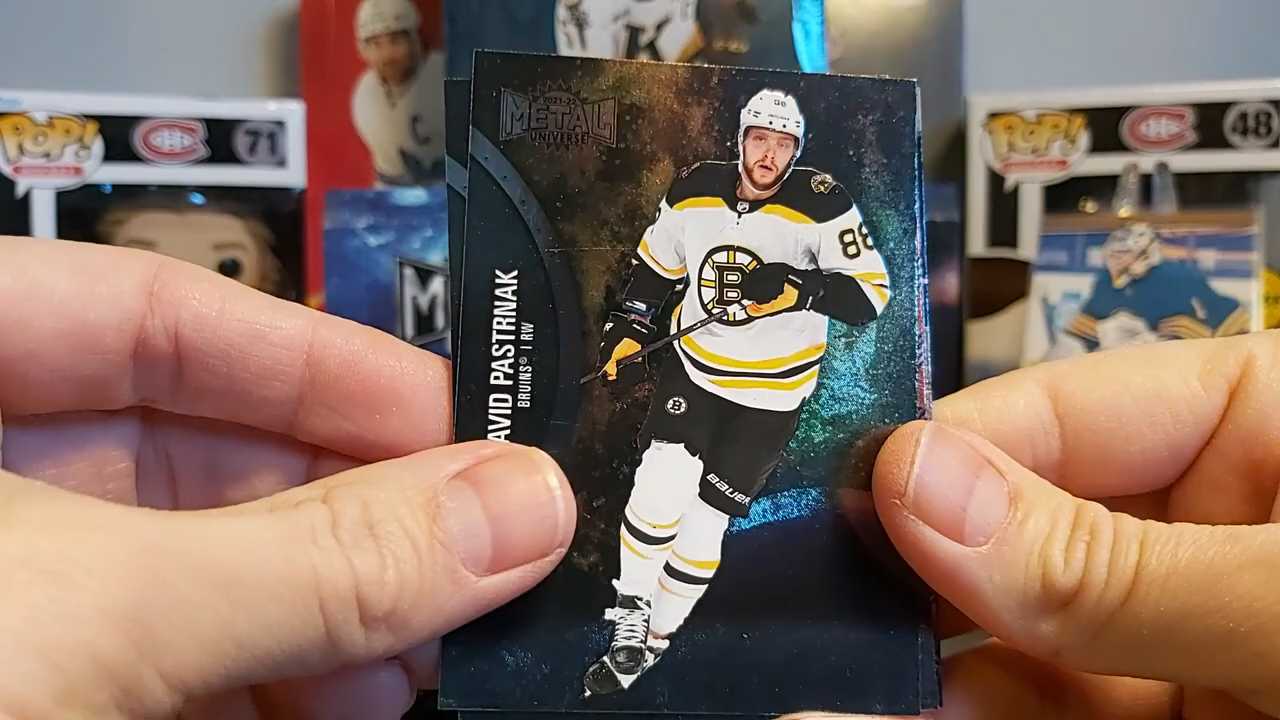 POP!
71
POP!
48
2021-22
METAL
UNIVERSE
AVID PASTRNAK
BRUINS® | RW
88
B
BAUER
M
K
C